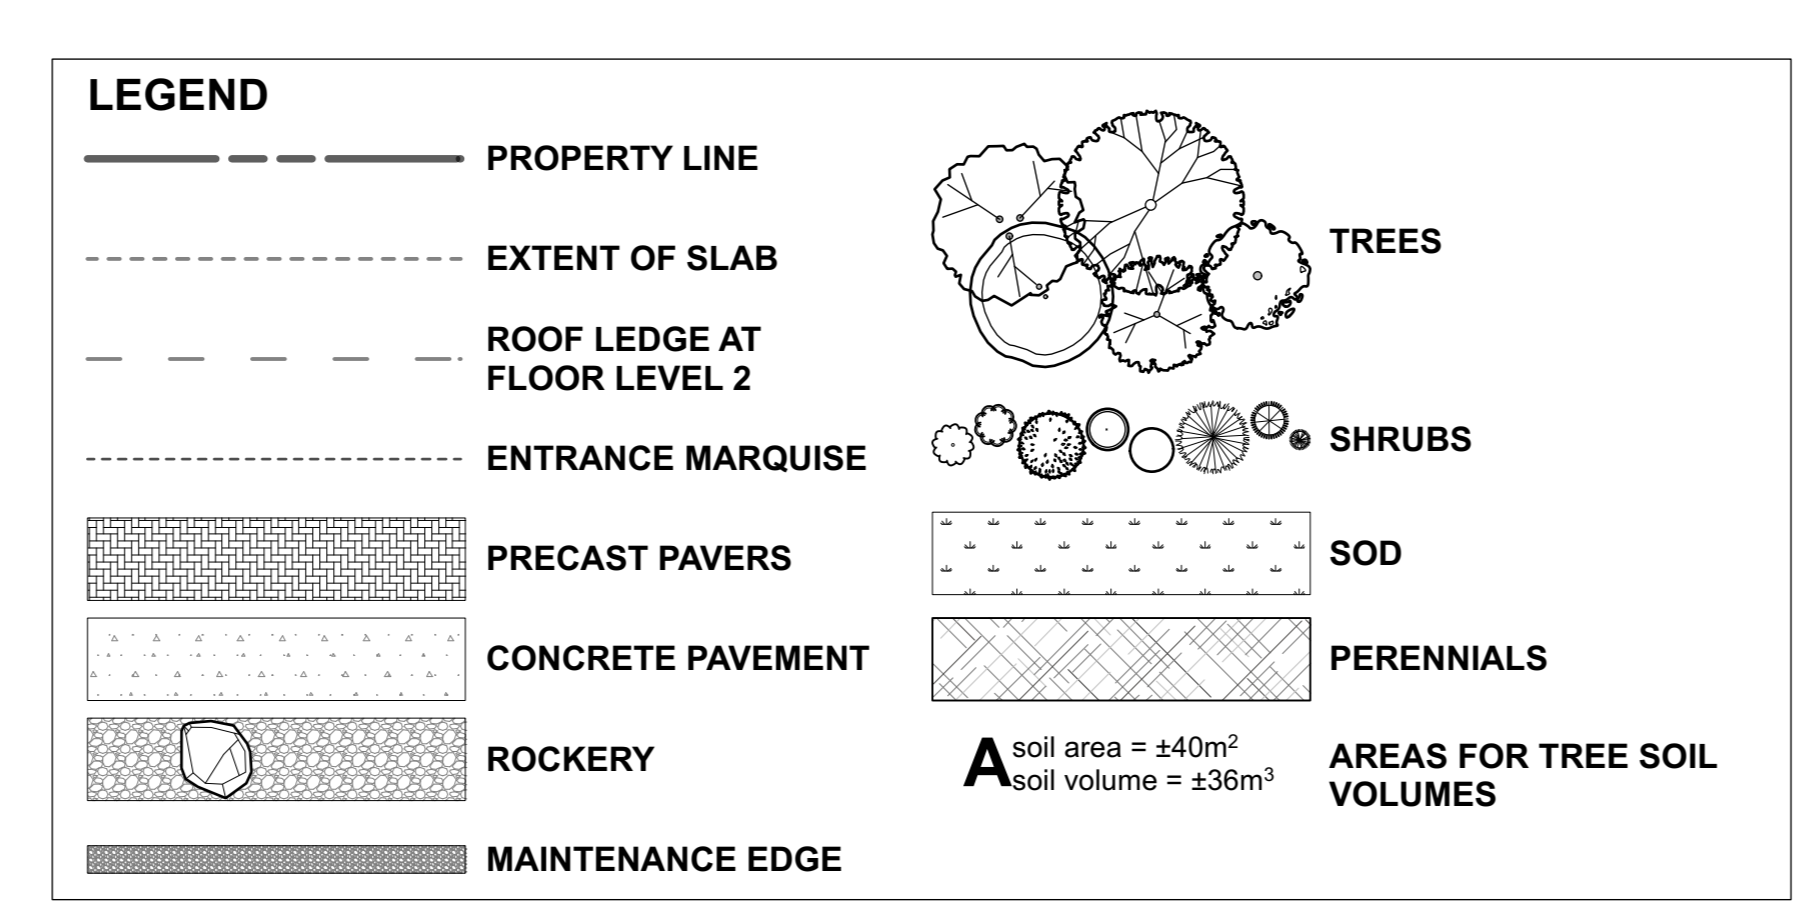 LEGEND
PROPERTY LINE
EXTENT OF SLAB
ROOF LEDGE AT
FLOOR LEVEL 2
ENTRANCE MARQUISE
PRECAST PAVERS
CONCRETE PAVEMENT
ROCKERY
MAINTENANCE EDGE
TREES
SHRUBS
SOD
PERENNIALS
A
soil area = ±40m²
soil volume = ±36m³
AREAS FOR TREE SOIL
VOLUMES